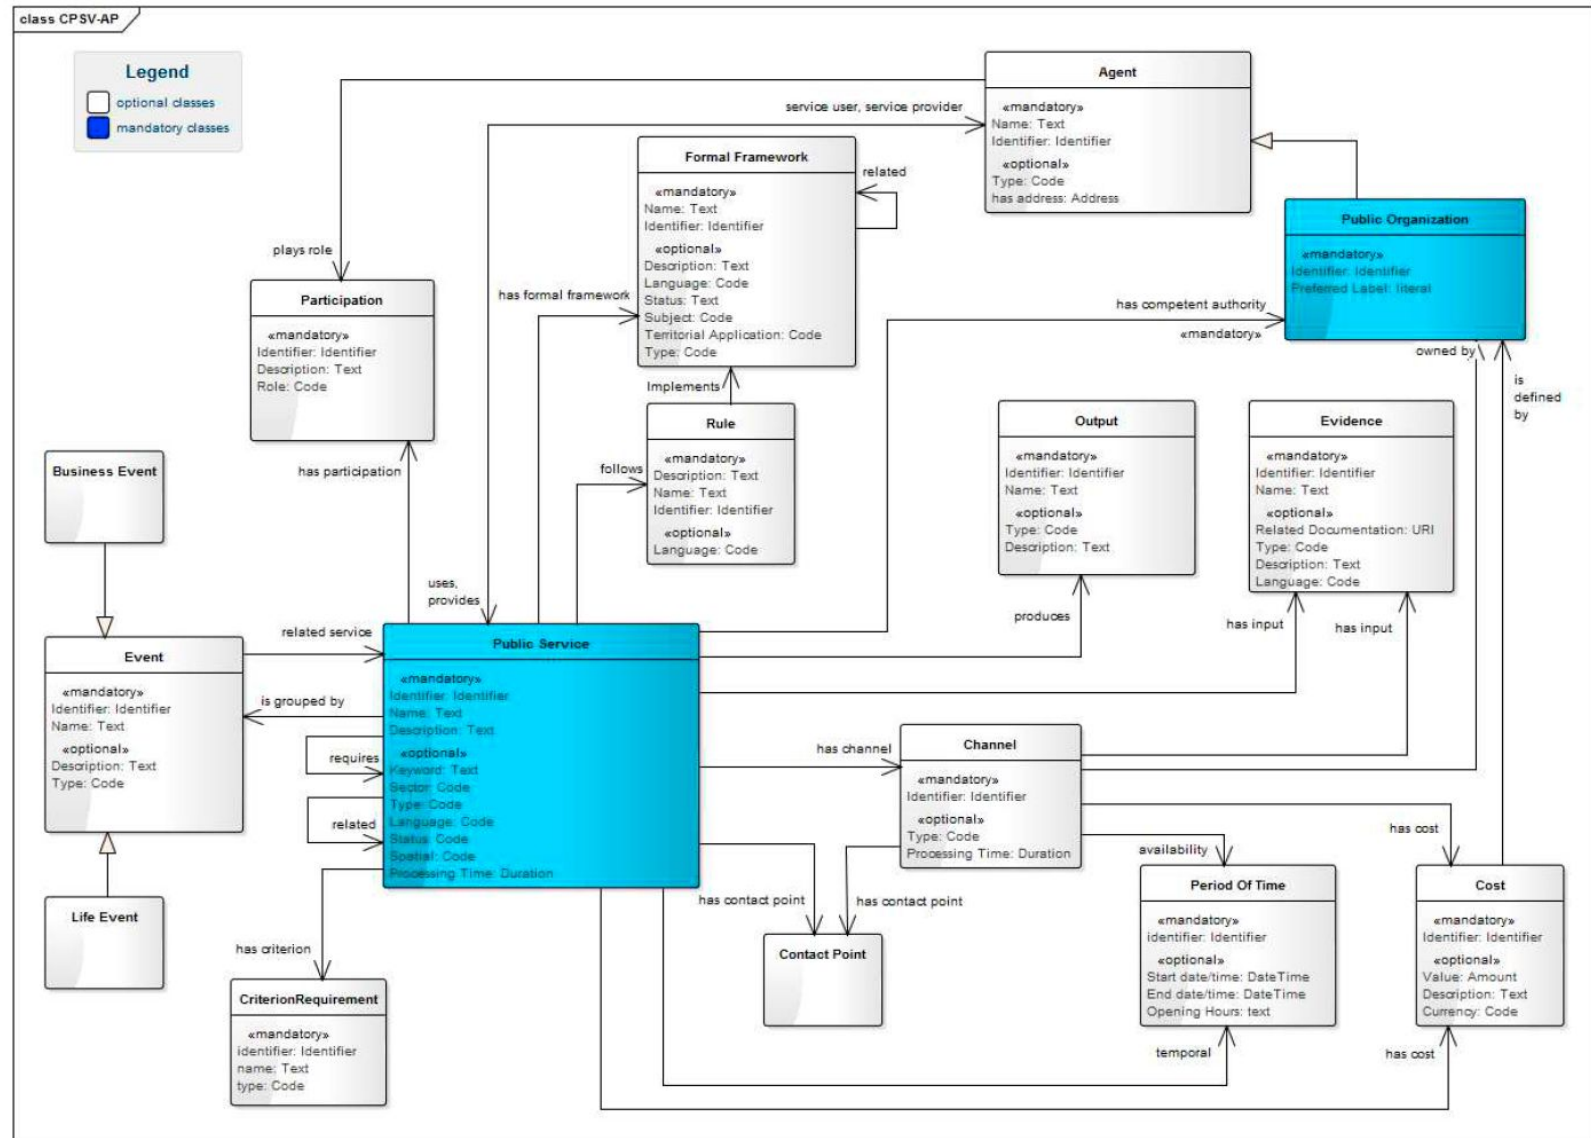 class CPSV-AP
Legend
optional classes
mandatory classes
Agent
«mandatory»
Name: Text
Identifier: Identifier
«optional»
Type: Code
has address: Address
service user, service provider
Formal Framework
«mandatory»
Name: Text
Identifier: Identifier
«optional»
Description: Text
Language: Code
Status: Text
Subject: Code
Territorial Application: Code
Type: Code
related
Public Organization
«mandatory»
Identifier: Identifier
Preferred Label: literal
plays role
Participation
«mandatory»
Identifier: Identifier
Description: Text
Role: Code
has formal framework
has competent authority
«mandatory»
owned by
is
defined
by
Implements
Rule
«mandatory»
Description: Text
Name: Text
Identifier: Identifier
«optional»
Language: Code
follows
Output
«mandatory»
Identifier: Identifier
Name: Text
«optional»
Type: Code
Description: Text
Evidence
«mandatory»
Identifier: Identifier
Name: Text
«optional»
Related Documentation: URI
Type: Code
Description: Text
Language: Code
Business Event
has participation
uses,
provides
produces
has input
has input
Event
«mandatory»
Identifier: Identifier
Name: Text
«optional»
Description: Text
Type: Code
related service
is grouped by
requires
related
Public Service
«mandatory»
Identifier: Identifier
Name: Text
Description: Text
«optional»
Keyword: Text
Sector: Code
Type: Code
Language: Code
Status: Code
Spatial: Code
Processing Time: Duration
has channel
Channel
«mandatory»
Identifier: Identifier
«optional»
Type: Code
Processing Time: Duration
has cost
availability
Life Event
has criterion
CriterionRequirement
«mandatory»
identifier: Identifier
name: Text
type: Code
has contact point
has contact point
Contact Point
Period Of Time
«mandatory»
identifier: Identifier
«optional»
Start date/time: DateTime
End date/time: DateTime
Opening Hours: text
Cost
«mandatory»
Identifier: Identifier
«optional»
Value: Amount
Description: Text
Currency: Code
temporal
has cost